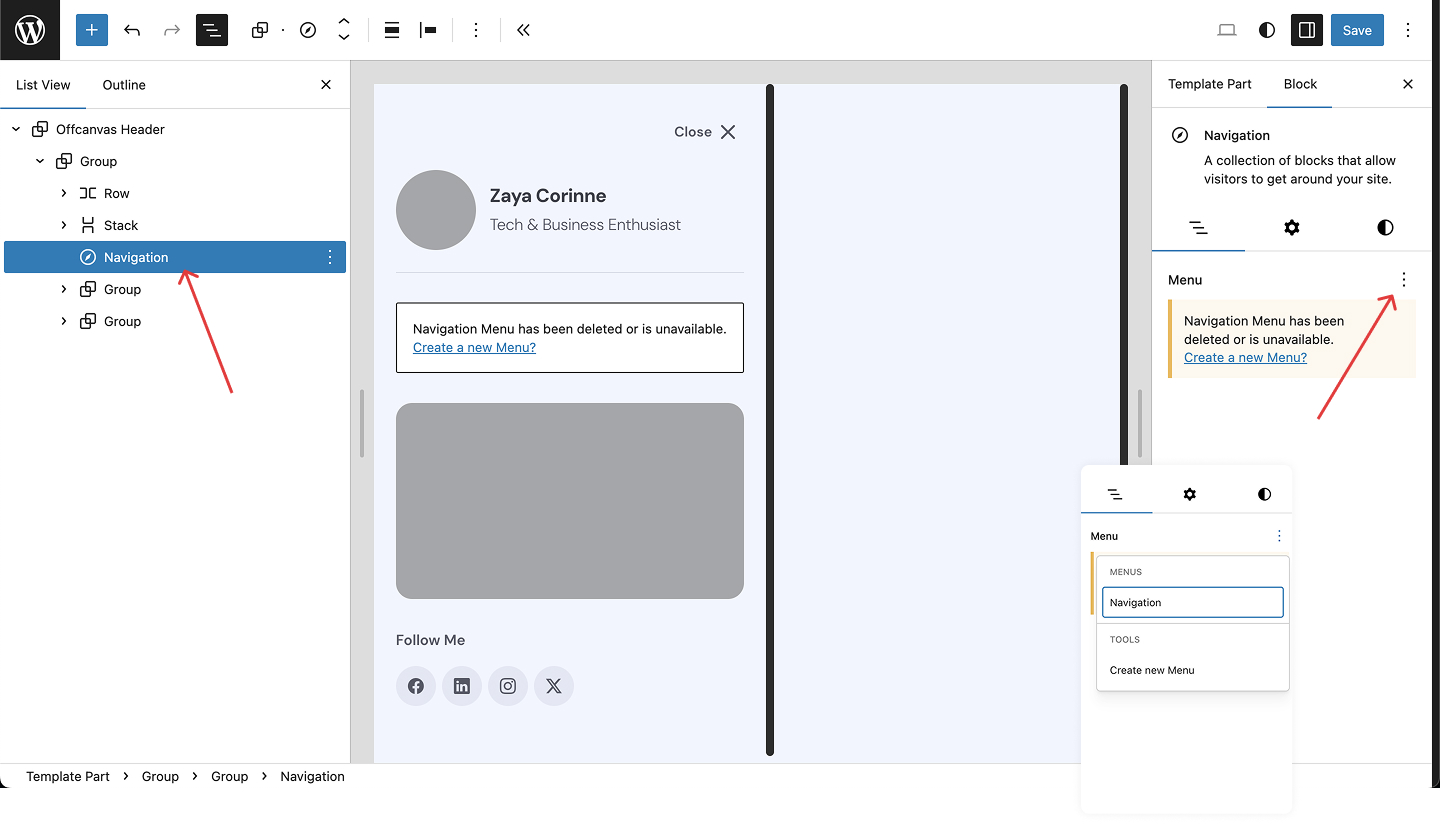 Save
List View
Outline
Offcanvas Header
Group
Row
Stack
Navigation
Group
Group
Close
Zaya Corinne
Tech & Business Enthusiast
Navigation Menu has been deleted or is unavailable.
Create a new Menu?
Follow Me
Template Part
Block
Navigation
A collection of blocks that allow
visitors to get around your site.
Menu
Navigation Menu has been
deleted or is unavailable.
Create a new Menu?
Menu
MENUS
Navigation
TOOLS
Create new Menu
Template Part > Group > Group > Navigation